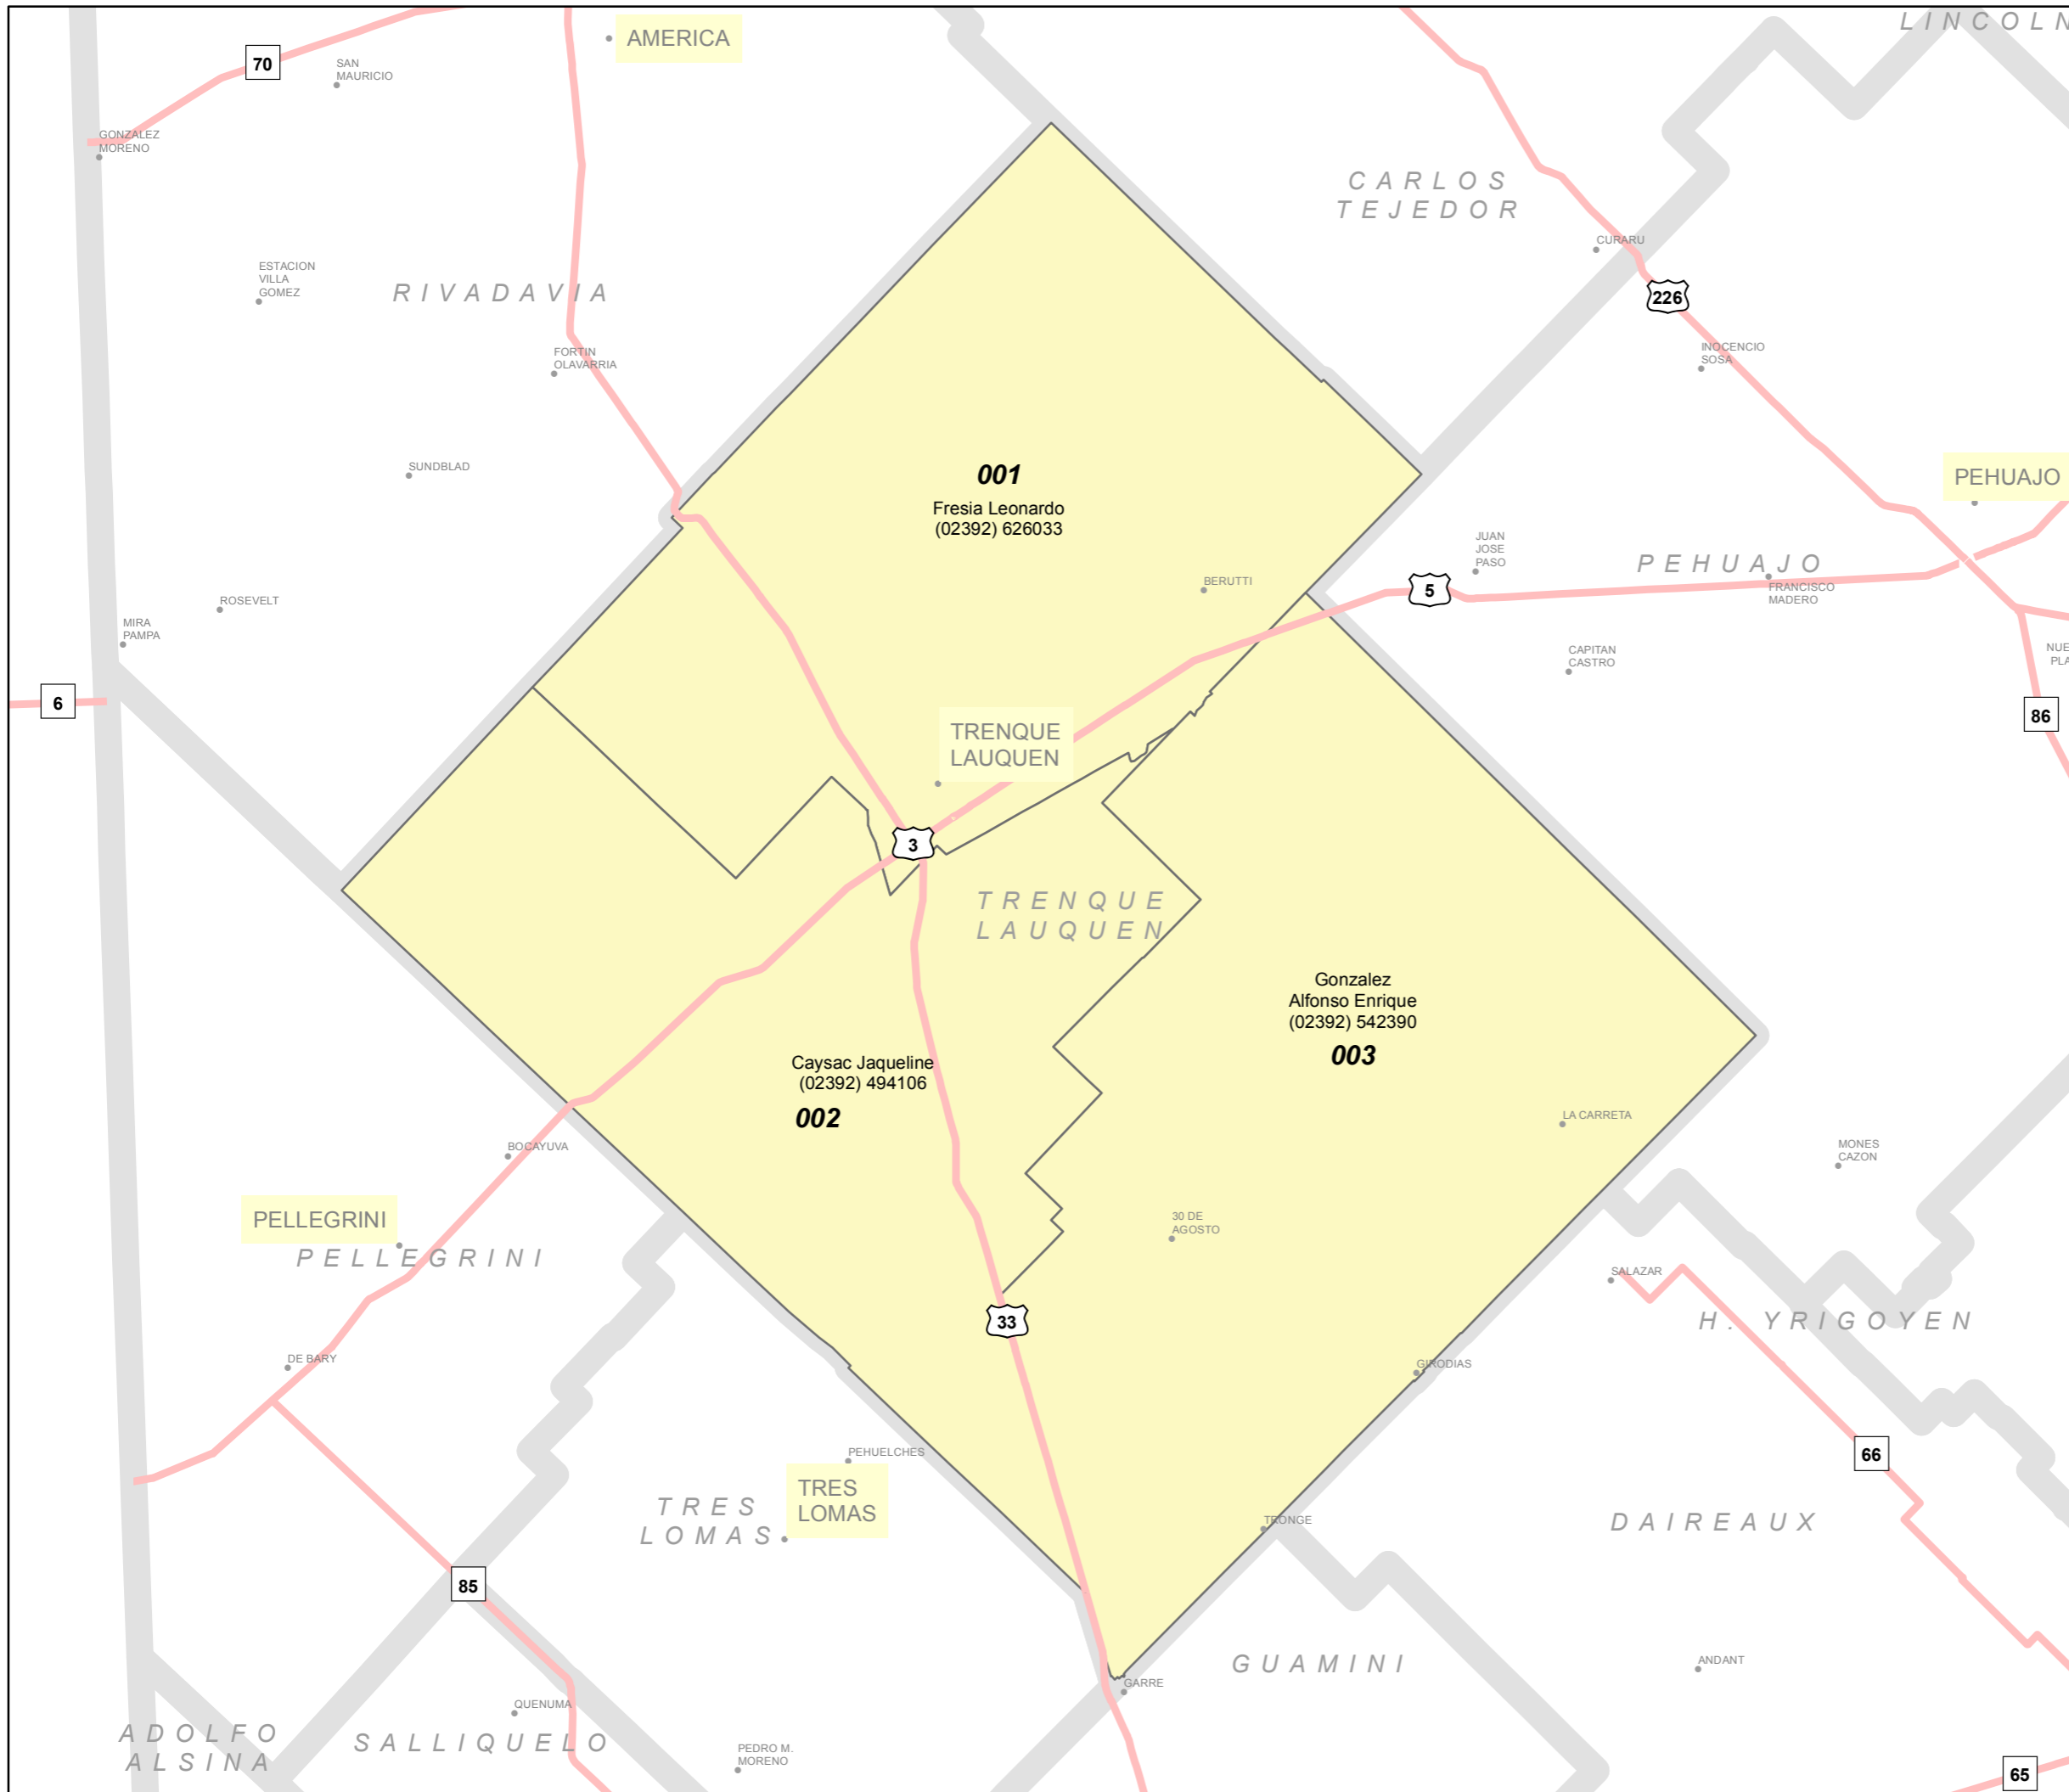 LINCOLN
AMERICA
70
SAN
MAURICIO
GONZALEZ
MORENO
CARLOS
TEJEDOR
CURARU
ESTACION
VILLA
GOMEZ
RIVADAVIA
226
INOCENCIO
SOSA
FORTIN
OLAVARRIA
SUNDBLAD
001
Fresia Leonardo
(02392) 626033
PEHUAJO
JUAN
JOSE
PASO
PEHUAJO
BERUTTI
5
FRANCISCO
MADERO
ROSEVELT
MIRA
PAMPA
CAPITAN
CASTRO
NUE
PLA
6
86
TRENQUE
LAUQUEN
3
TRENQUE
LAUQUEN
Gonzalez
Alfonso Enrique
(02392) 542390
003
Caysac Jaqueline
(02392) 494106
002
LA CARRETA
BOCAYUVA
MONES
CAZON
PELLEGRINI
PELLEGRINI
30 DE
AGOSTO
SALAZAR
H. YRIGOYEN
33
DE BARY
GIRODIAS
PEHUELCHES
66
TRES
LOMAS
TRES
LOMAS
TRONGE
DAIREAUX
85
GUAMINI
ANDANT
GARRE
QUENUMA
ADOLFO
ALSINA
SALLIQUELO
PEDRO M.
MORENO
65